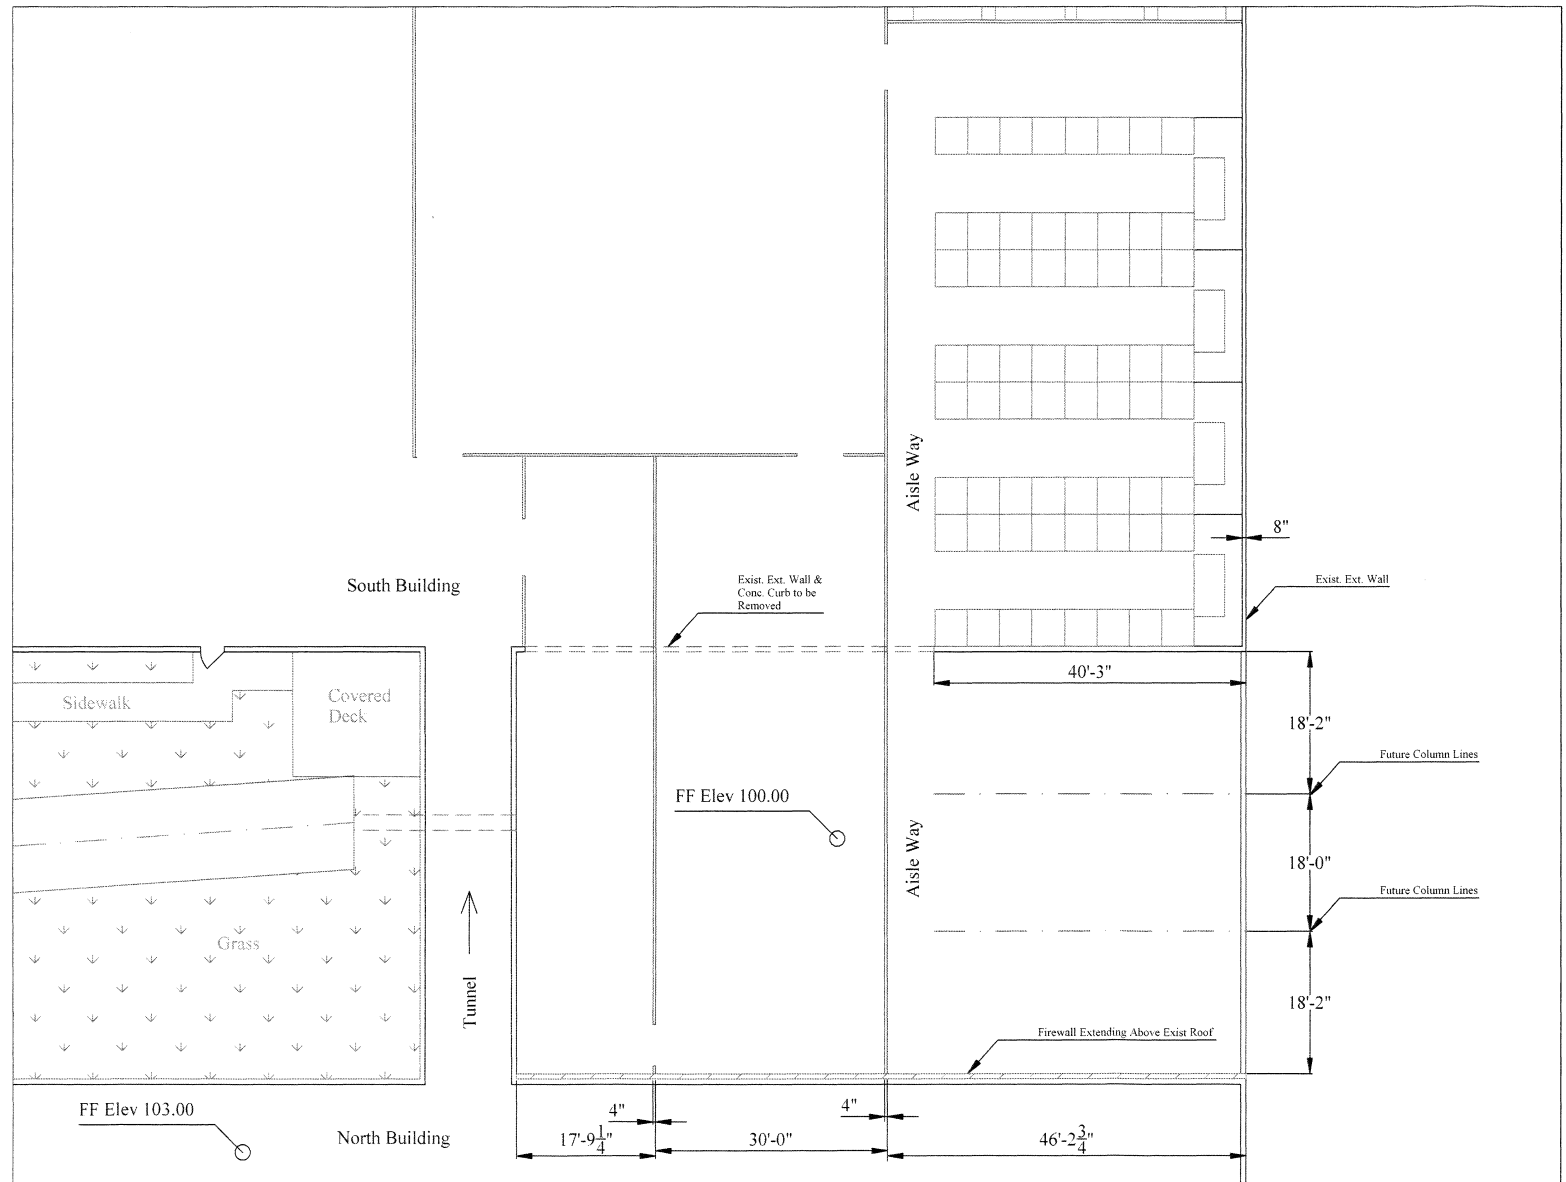 Aisle Way
8"
South Building
Exist. Ext. Wall &
Conc. Curb to be
Removed
Exist. Ext. Wall
40'-3"
Sidewalk
Covered
Deck
18'-2"
Future Column Lines
FF Elev 100.00
Aisle Way
18'-0"
Future Column Lines
Grass
Tunnel
18'-2"
Firewall Extending Above Exist Roof
FF Elev 103.00
North Building
4"
4"
17'-9 1/4"
30'-0"
46'-2 3/4"